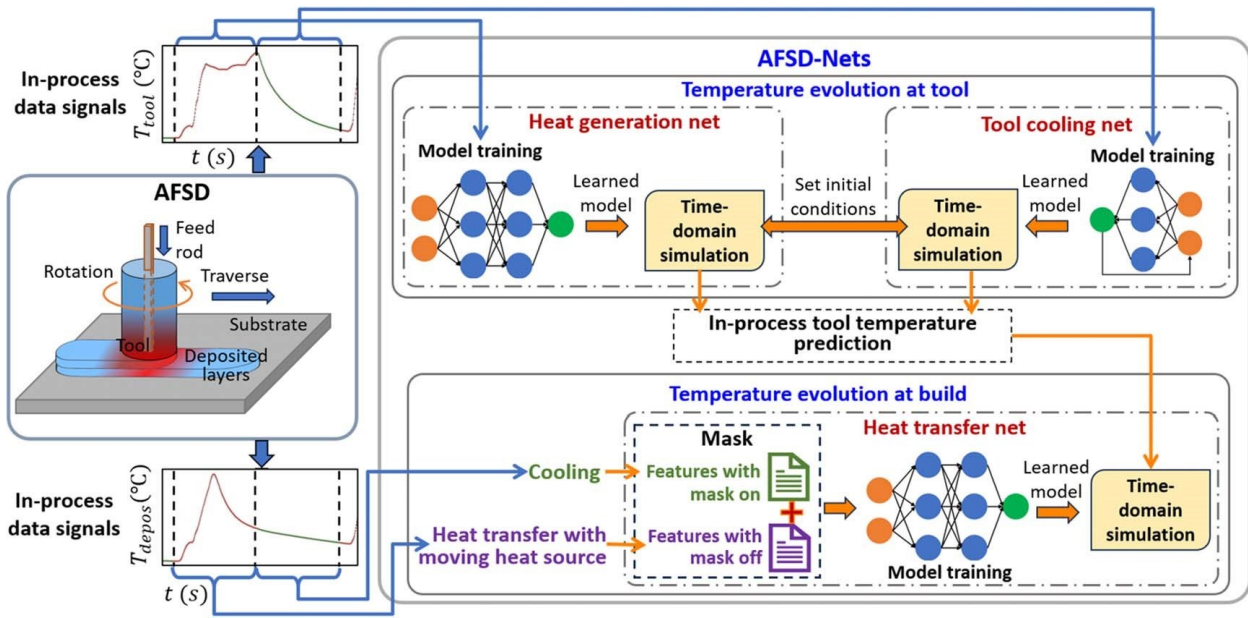 In-process
data signals
T_tool (°C)
t (s)
AFSD
Feed
rod
Rotation
Traverse
Substrate
Tool
Deposited
layers
In-process
data signals
T_depos (°C)
t (s)
AFSD-Nets
Temperature evolution at tool
Heat generation net
Model training
Learned
model
Time-
domain
simulation
Set initial
conditions
Tool cooling net
Model training
Learned
model
Time-
domain
simulation
In-process tool temperature
prediction
Temperature evolution at build
Cooling
Heat transfer with
moving heat source
Mask
Features with
mask on
+
Features with
mask off
Heat transfer net
Model training
Learned
model
Time-
domain
simulation